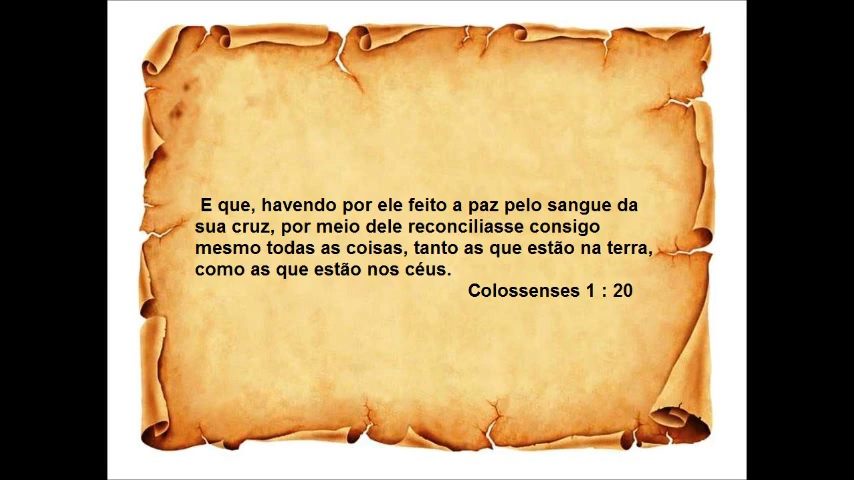 E que, havendo por ele feito a paz pelo sangue da
sua cruz, por meio dele reconciliasse consigo
mesmo todas as coisas, tanto as que estão na terra,
como as que estão nos céus.
Colossenses 1 : 20